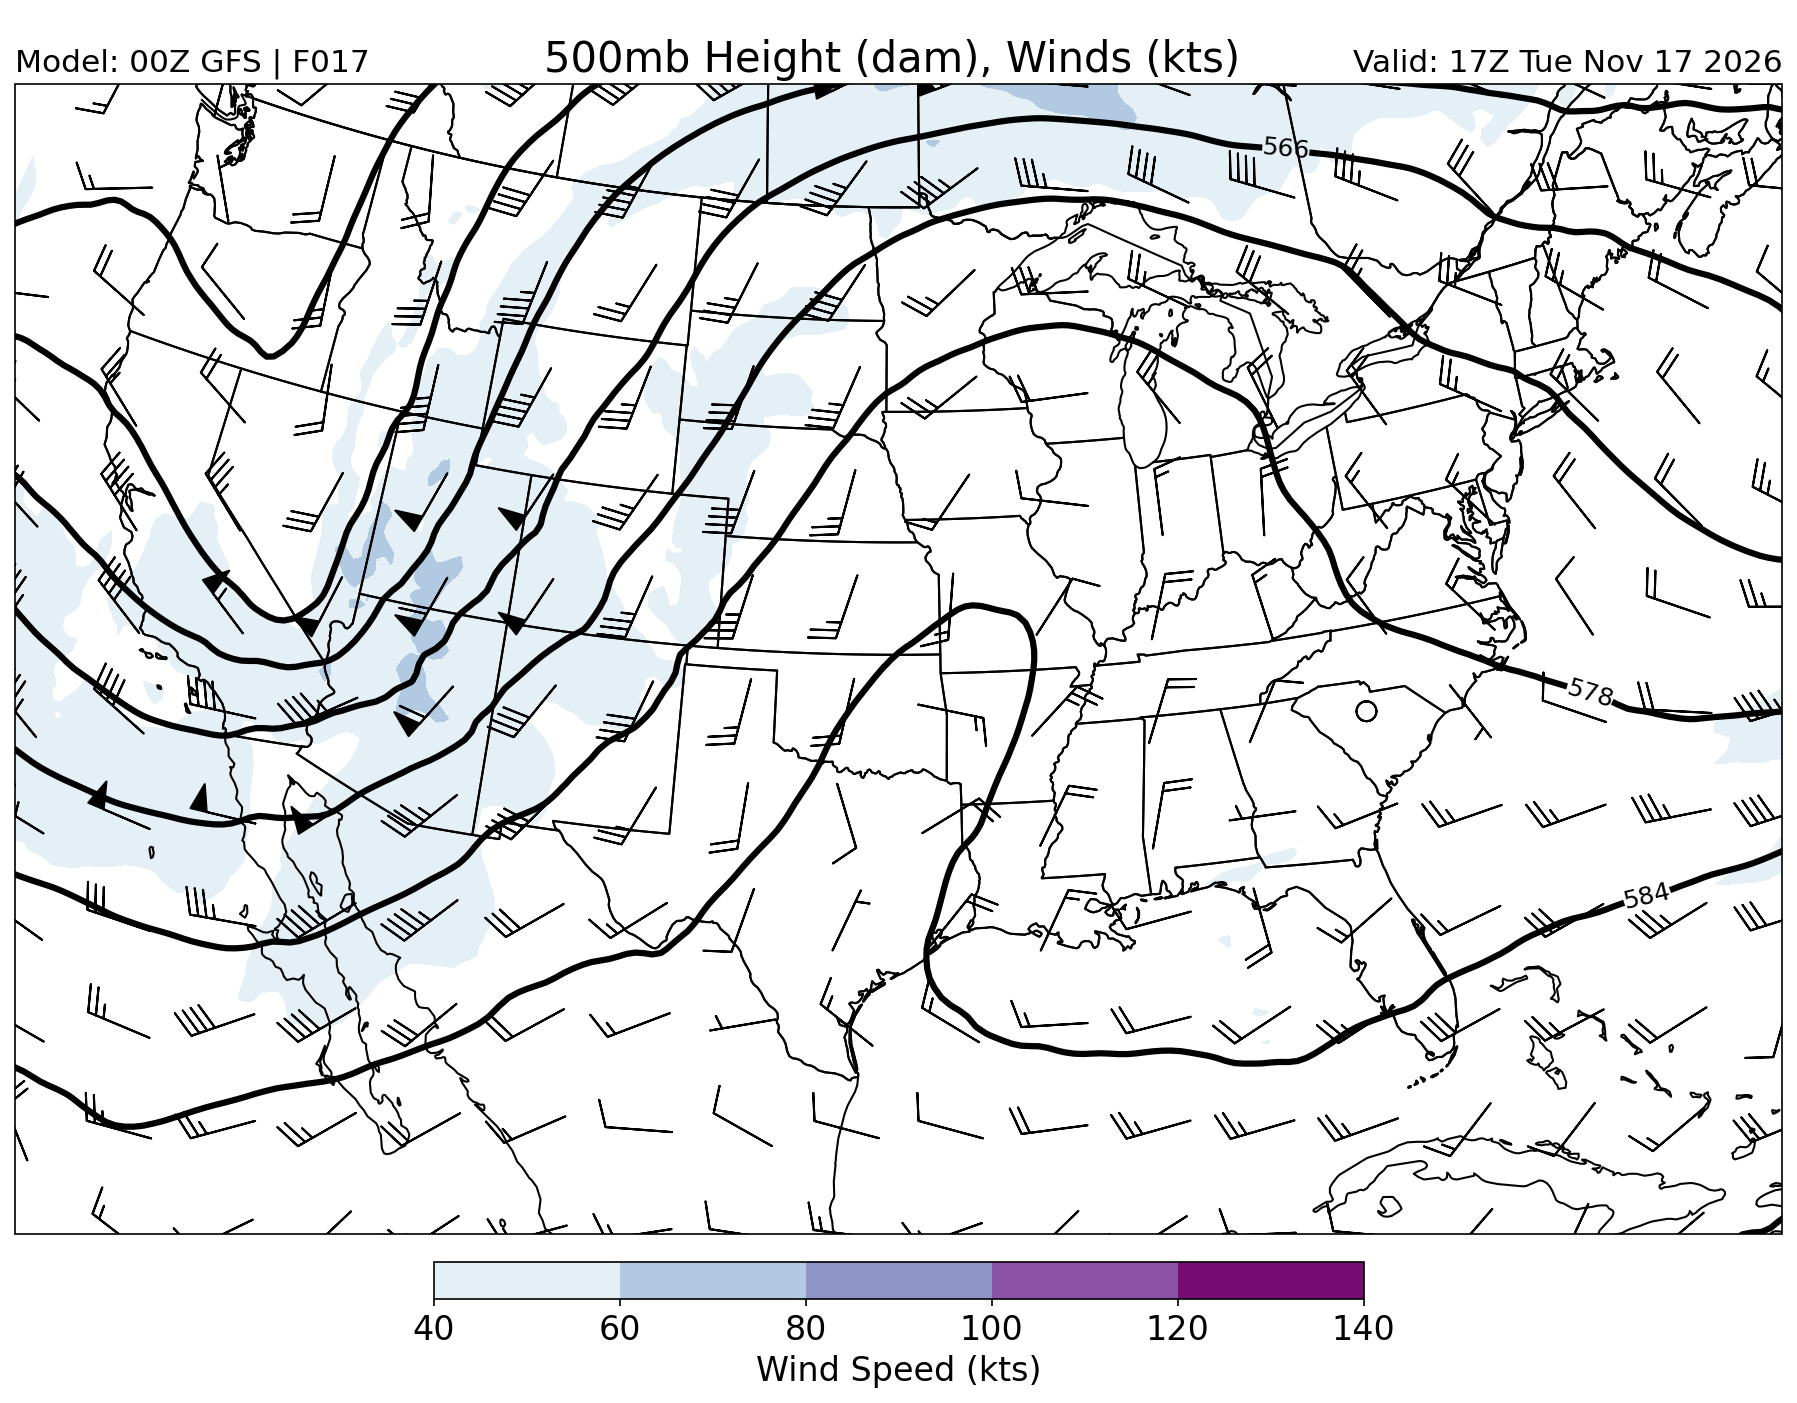 Model: 00Z GFS | F017
500mb Height (dam), Winds (kts)
Valid: 17Z Tue Nov 17 2026
566
578
584
40 60 80 100 120 140
Wind Speed (kts)